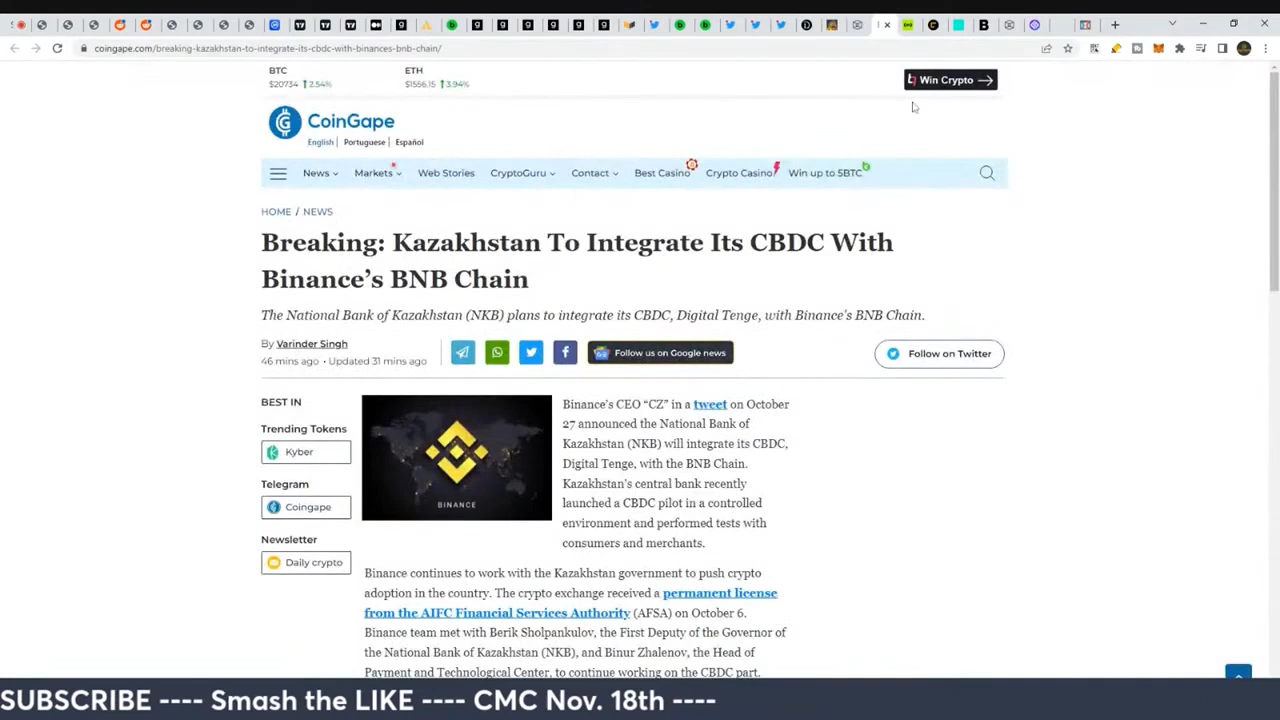 coingape.com/breaking-kazakhstan-to-integrate-its-cbdc-with-binances-bnb-chain/
BTC
$20734 ↑2.54%
ETH
$1556.15 ↑3.94%
Win Crypto →
CoinGape
English | Portuguese | Español
News Markets Web Stories CryptoGuru Contact Best Casino Crypto Casino Win up to 5BTC
HOME / NEWS
Breaking: Kazakhstan To Integrate Its CBDC With
Binance’s BNB Chain
The National Bank of Kazakhstan (NKB) plans to integrate its CBDC, Digital Tenge, with Binance’s BNB Chain.
By Varinder Singh
46 mins ago • Updated 31 mins ago
Follow us on Google news
Follow on Twitter
BEST IN
Trending Tokens
Kyber
Telegram
Coingape
Newsletter
Daily crypto
BINANCE
Binance’s CEO “CZ” in a tweet on October
27 announced the National Bank of
Kazakhstan (NKB) will integrate its CBDC,
Digital Tenge, with the BNB Chain.
Kazakhstan’s central bank recently
launched a CBDC pilot in a controlled
environment and performed tests with
consumers and merchants.
Binance continues to work with the Kazakhstan government to push crypto
adoption in the country. The crypto exchange received a permanent license
from the AIFC Financial Services Authority (AFSA) on October 6.
Binance team met with Berik Sholpankulov, the First Deputy of the Governor of
the National Bank of Kazakhstan (NKB), and Binur Zhalenov, the Head of
Payment and Technological Center, to continue working on the CBDC part.
SUBSCRIBE ---- Smash the LIKE ---- CMC Nov. 18th ----